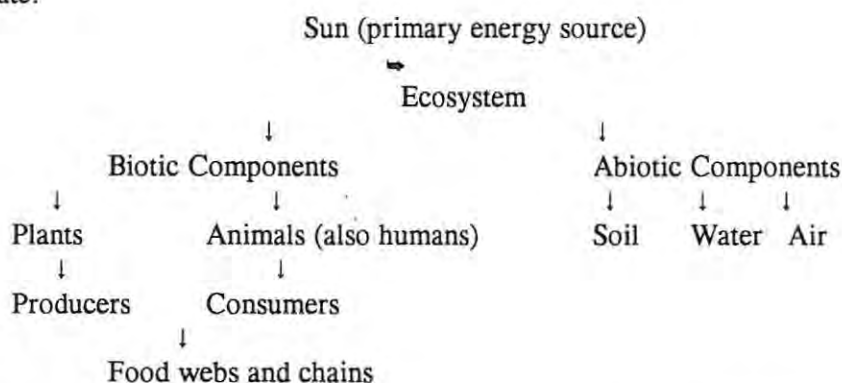 Sun (primary energy source)
➥
Ecosystem
↓ ↓
Biotic Components Abiotic Components
↓ ↓ ↓ ↓ ↓
Plants Animals (also humans) Soil Water Air
↓ ↓
Producers Consumers
↓
Food webs and chains